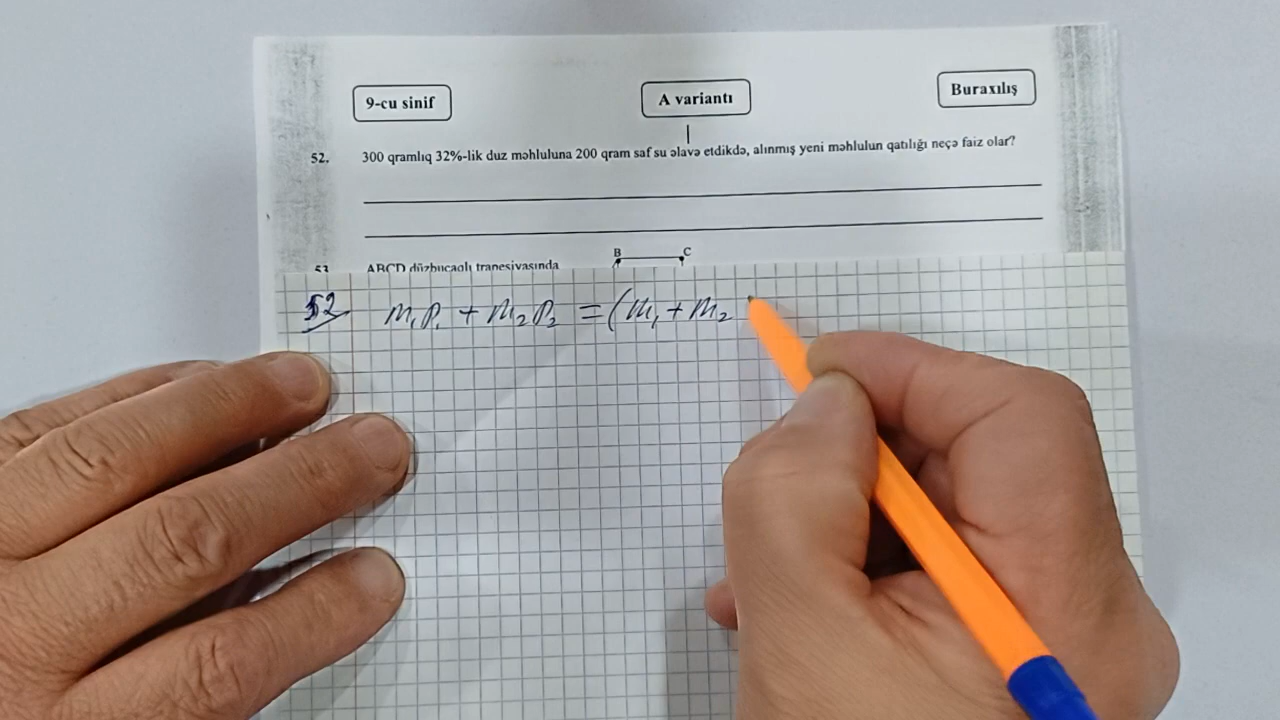 9-cu sinif
A variantı
Buraxılış
52. 300 qramlıq 32%-lik duz məhluluna 200 qram saf su əlavə etdikdə, alınmış yeni məhlulun qatılığı neçə faiz olar?
53 ABCD düzbucaqlı trapesiyasında
B C
52 m₁p₁ + m₂p₂ = (m₁ + m₂